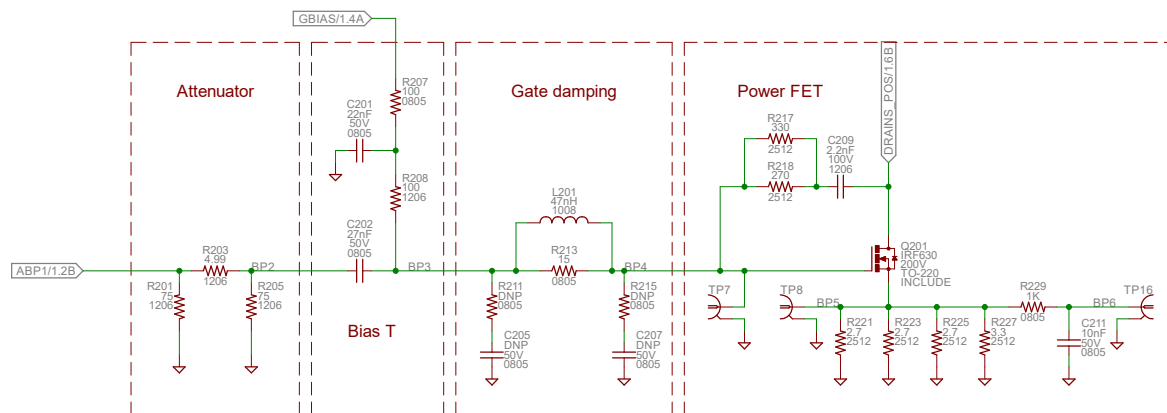 GBIAS/1.4A
Attenuator
Gate damping
Power FET
DRAINS_POS/1.6B
R207
100
0805
C201
22nF
50V
0805
R208
100
1206
R217
330
2512
C209
2.2nF
100V
1206
R218
270
2512
L201
47nH
1008
C202
27nF
50V
0805
R203
4.99
1206
R213
15
0805
Q201
IRF630
200V
TO-220
INCLUDE
ABP1/1.2B
BP2
BP3
BP4
R201
75
1206
R205
75
1206
Bias T
R211
DNP
0805
R215
DNP
0805
C205
DNP
50V
0805
C207
DNP
50V
0805
TP7
TP8
BP5
R221
2.7
2512
R223
2.7
2512
R225
2.7
2512
R227
3.3
2512
R229
1K
0805
BP6
TP16
C211
10nF
50V
0805